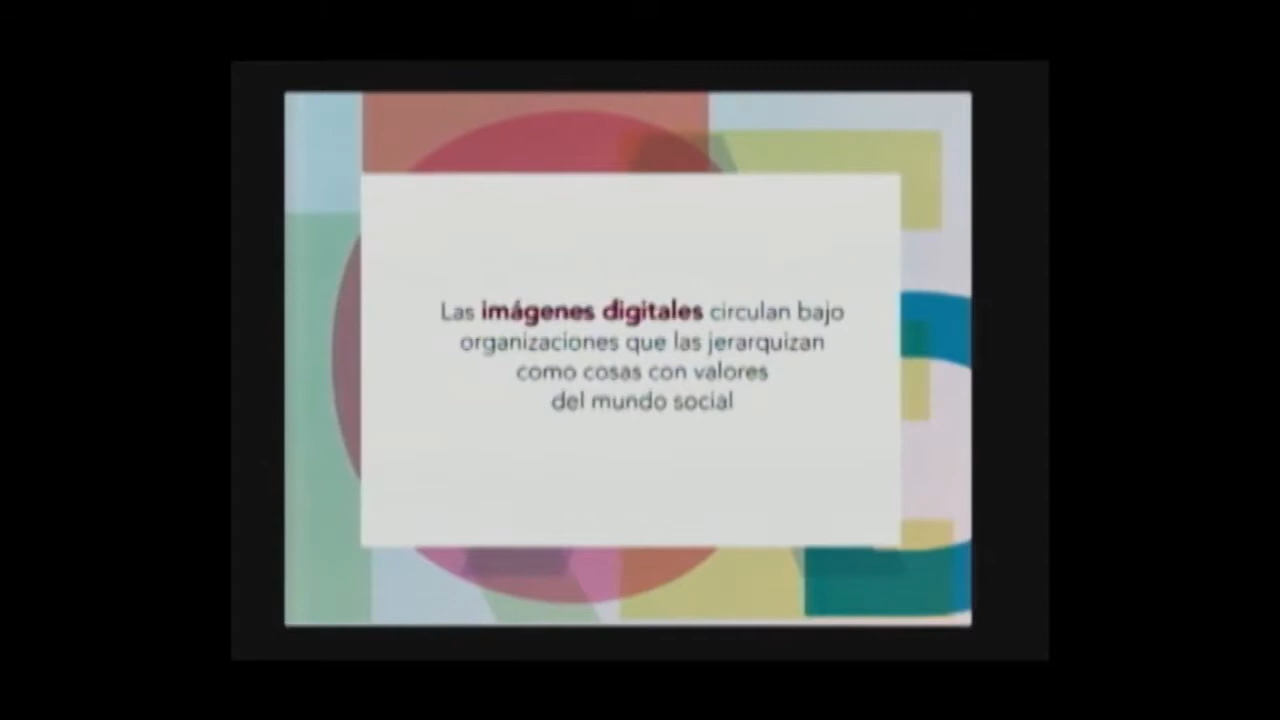 Las imágenes digitales circulan bajo
organizaciones que las jerarquizan
como cosas con valores
del mundo social